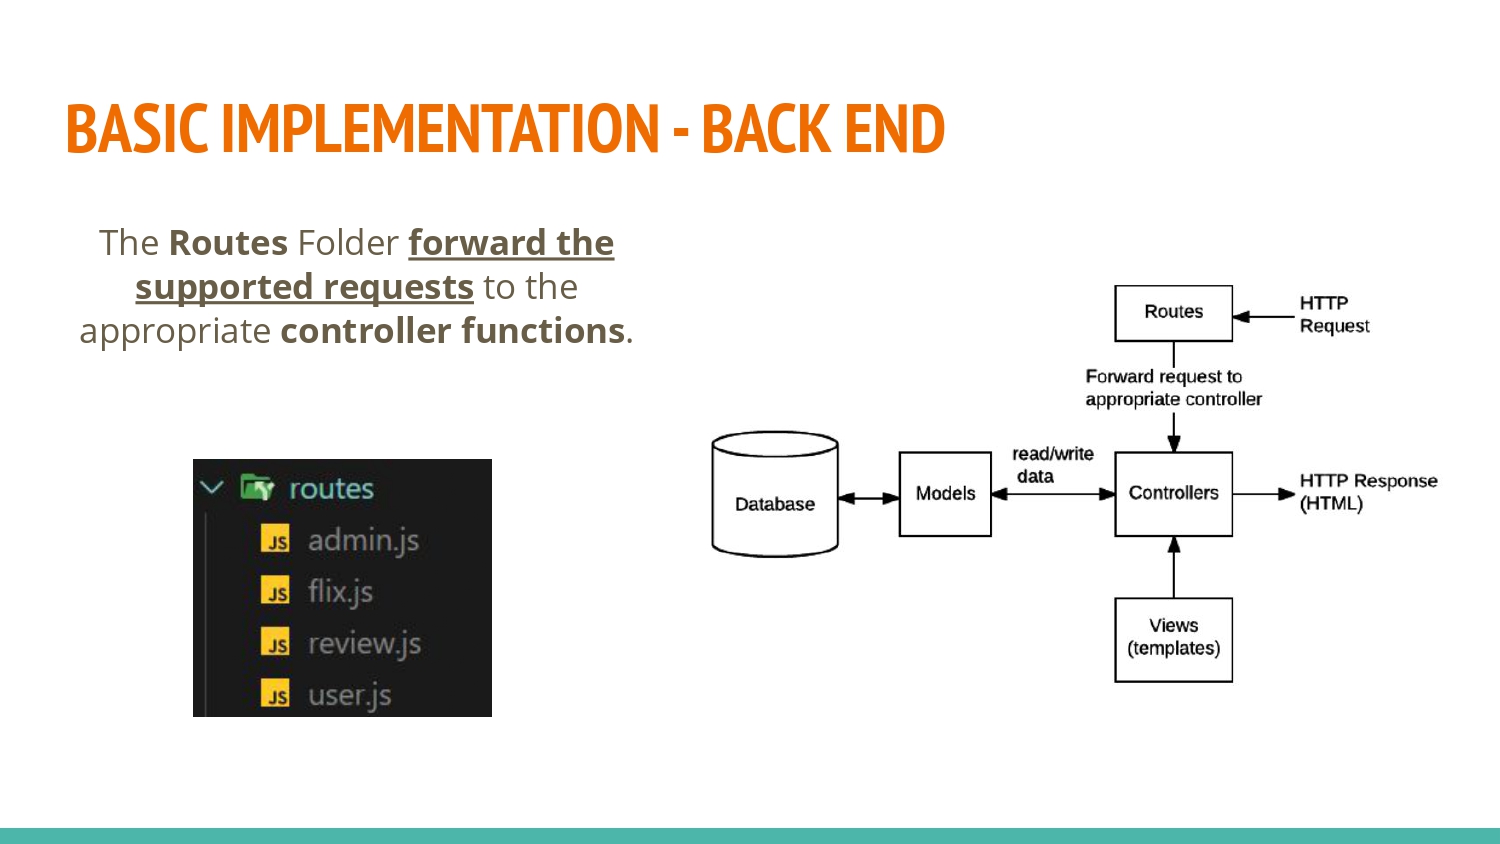 BASIC IMPLEMENTATION - BACK END
The Routes Folder forward the
supported requests to the
appropriate controller functions.
routes
JS admin.js
JS flix.js
JS review.js
JS user.js
Routes
HTTP
Request
Forward request to
appropriate controller
read/write
data
Database
Models
Controllers
HTTP Response
(HTML)
Views
(templates)